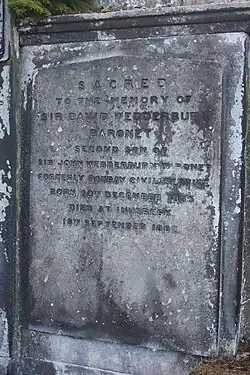 SACRED
TO THE MEMORY OF
SIR DAVID WEDDERBURN
BARONET
SECOND SON OF
SIR JOHN WEDDERBURN BARONET
FORMERLY BOMBAY CIVIL SERVICE
BORN 20TH DECEMBER 1835
DIED AT INVERESK
18TH SEPTEMBER 1882.